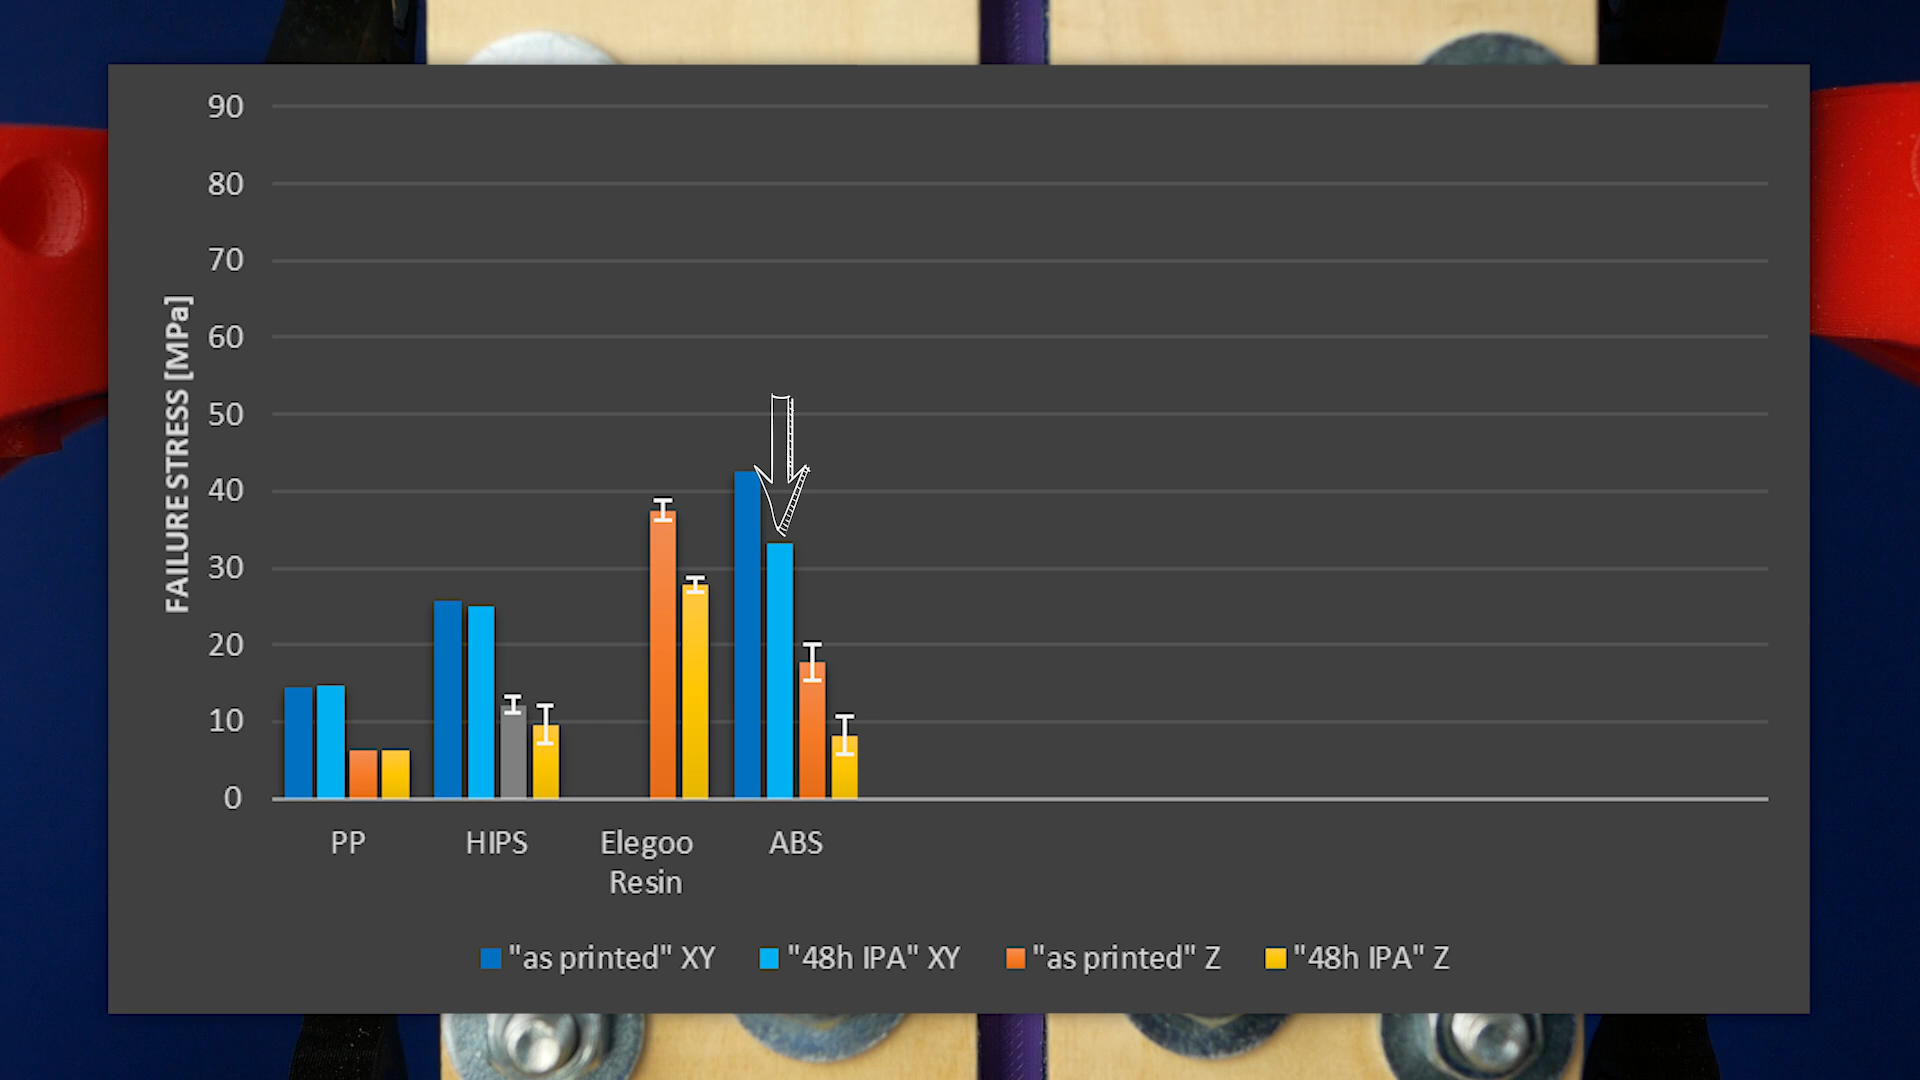 90
80
70
60
50
40
30
20
10
0
FAILURE STRESS [MPa]
PP
HIPS
Elegoo
Resin
ABS
"as printed" XY
"48h IPA" XY
"as printed" Z
"48h IPA" Z